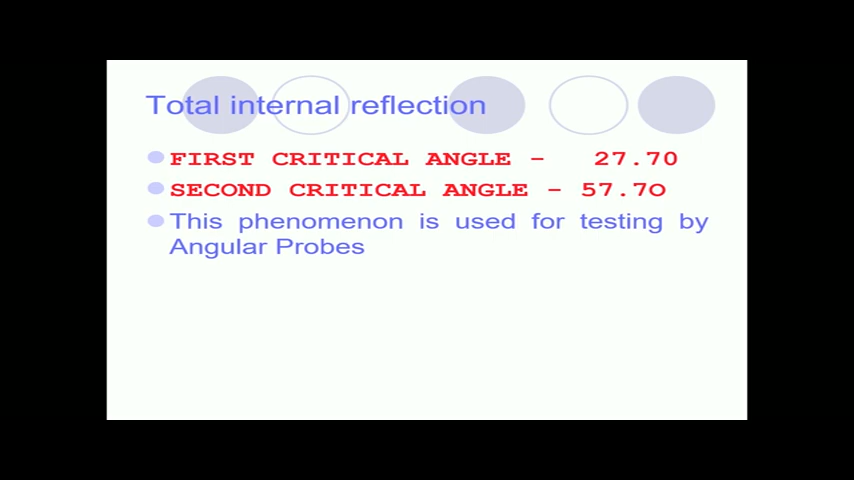 Total internal reflection
FIRST CRITICAL ANGLE - 27.70
SECOND CRITICAL ANGLE - 57.7O
This phenomenon is used for testing by
Angular Probes